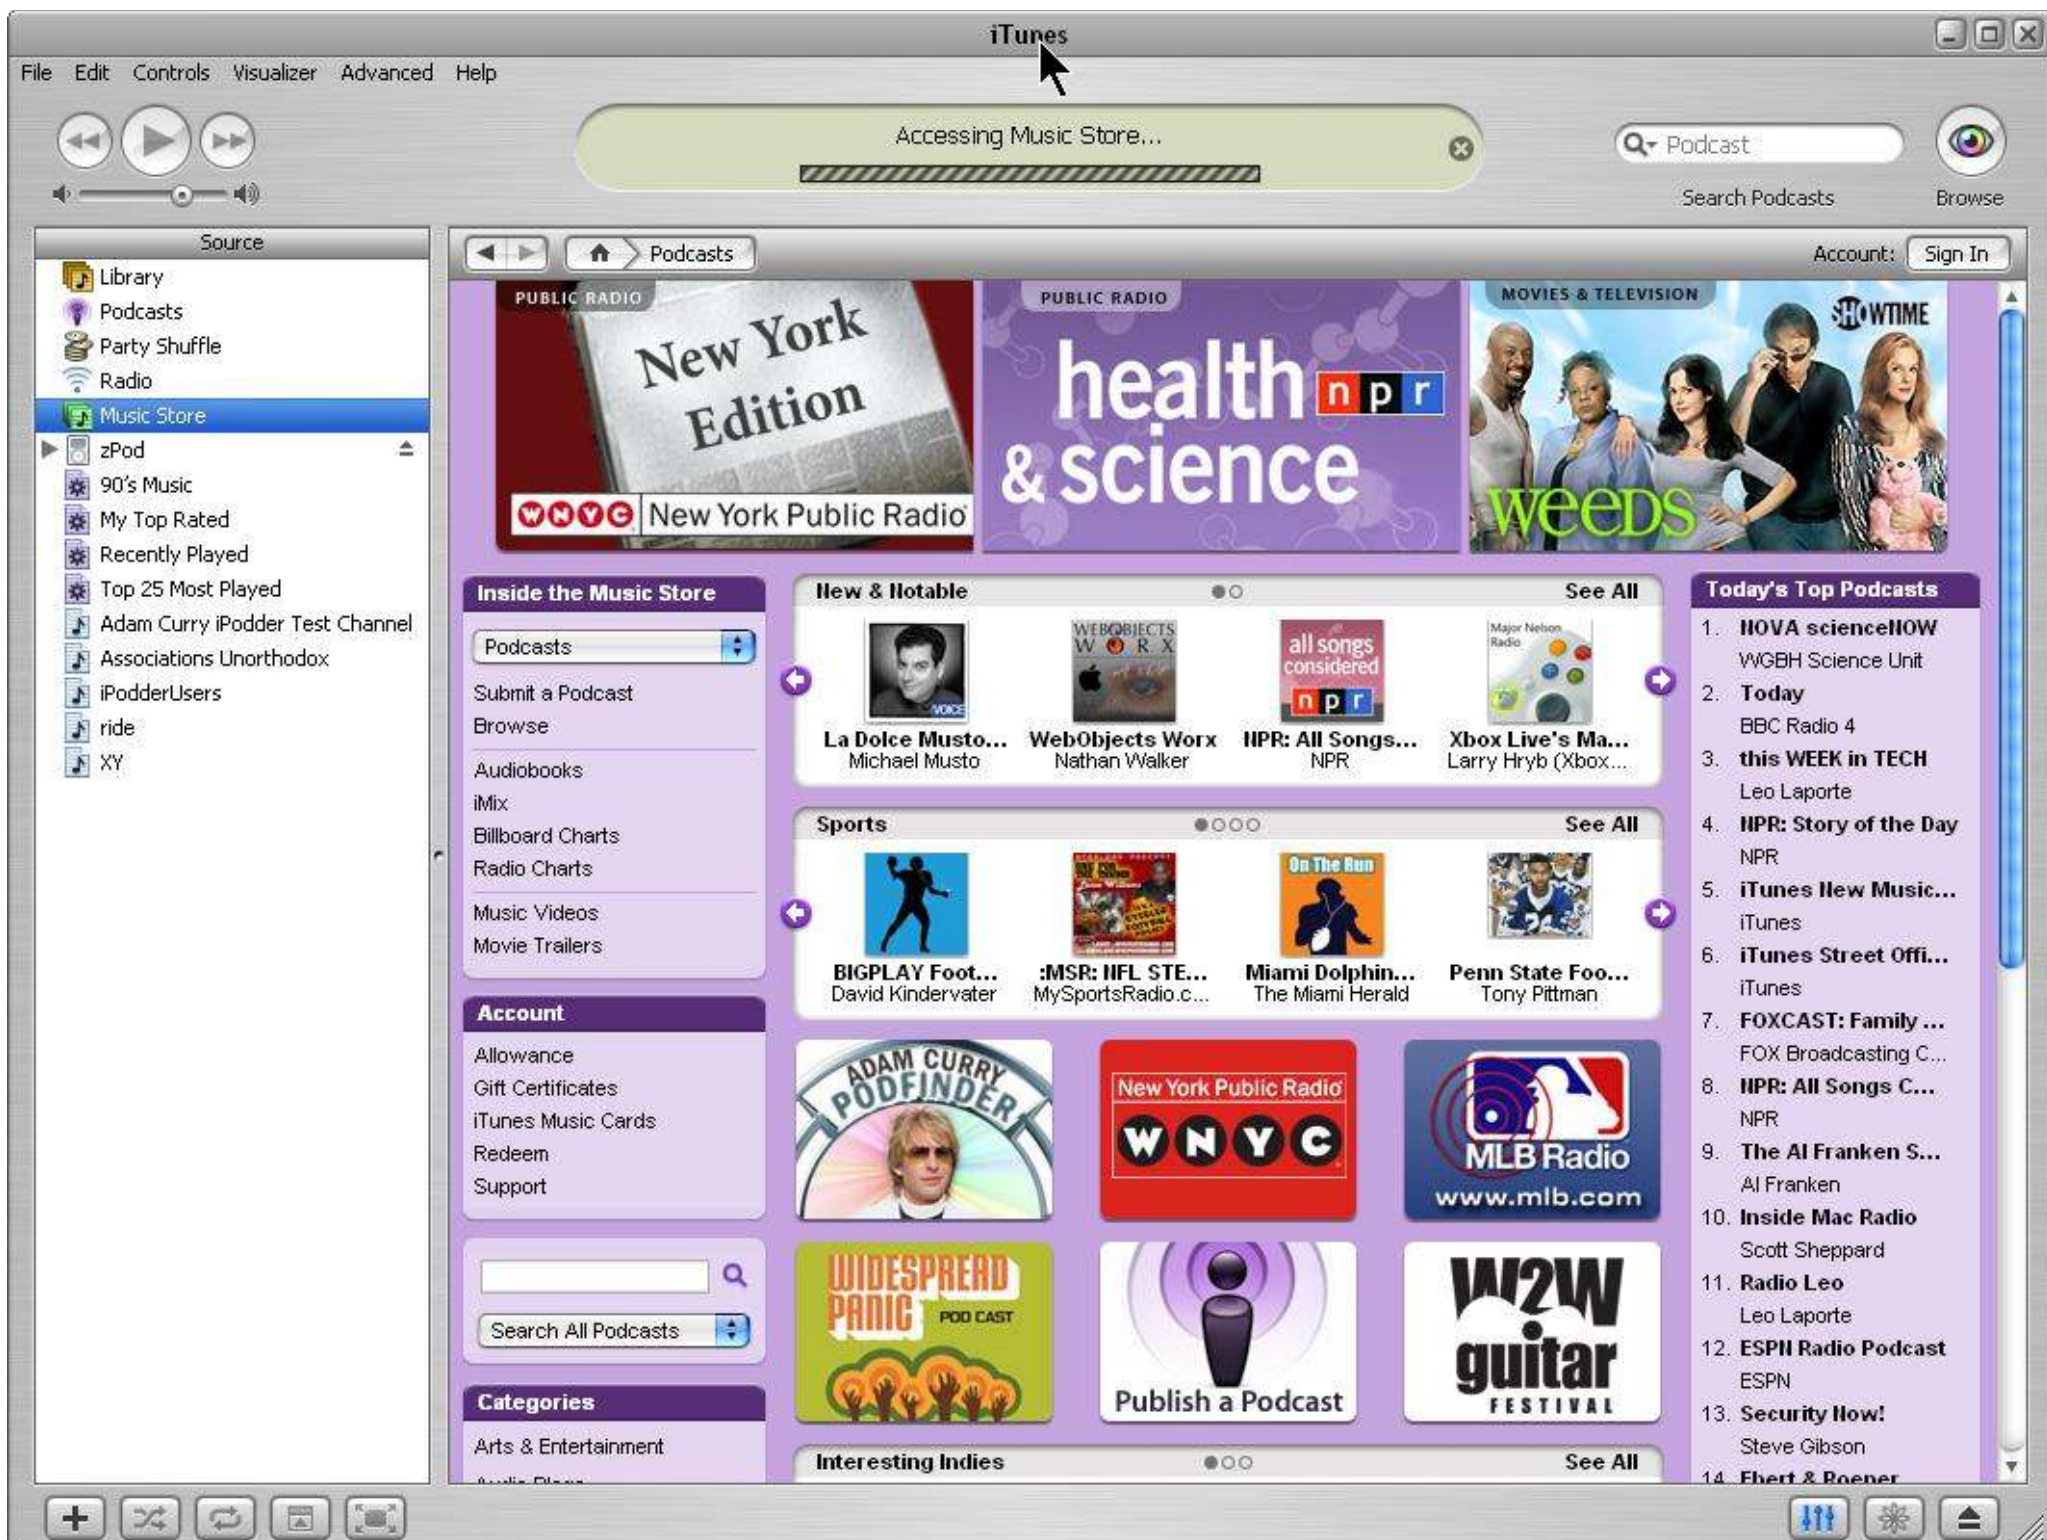 iTunes
File Edit Controls Visualizer Advanced Help
Accessing Music Store...
Podcast
Search Podcasts
Browse
Source
Library
Podcasts
Party Shuffle
Radio
Music Store
zPod
90's Music
My Top Rated
Recently Played
Top 25 Most Played
Adam Curry iPodder Test Channel
Associations Unorthodox
iPodderUsers
ride
XY
Podcasts
Account: Sign In
PUBLIC RADIO
New York
Edition
WNYC New York Public Radio
PUBLIC RADIO
health npr
& science
MOVIES & TELEVISION
SHOWTIME
WEEDS
Inside the Music Store
Podcasts
Submit a Podcast
Browse
Audiobooks
iMix
Billboard Charts
Radio Charts
Music Videos
Movie Trailers
Account
Allowance
Gift Certificates
iTunes Music Cards
Redeem
Support
Search All Podcasts
Categories
Arts & Entertainment
New & Notable See All
VOICE
WEBOBJECTS
WORX
all songs
considered
npr
Major Nelson
Radio
La Dolce Musto...
Michael Musto
WebObjects Worx
Nathan Walker
NPR: All Songs...
NPR
Xbox Live's Ma...
Larry Hryb (Xbox...
Sports See All
On The Run
BIGPLAY Foot...
David Kindervater
:MSR: NFL STE...
MySportsRadio.c...
Miami Dolphin...
The Miami Herald
Penn State Foo...
Tony Pittman
ADAM CURRY
PODFINDER
New York Public Radio
WNYC
MLB Radio
www.mlb.com
WIDESPREAD
PANIC POD CAST
Publish a Podcast
W2W
guitar
FESTIVAL
Interesting Indies See All
Today's Top Podcasts
1. NOVA scienceNOW
WGBH Science Unit
2. Today
BBC Radio 4
3. this WEEK in TECH
Leo Laporte
4. NPR: Story of the Day
NPR
5. iTunes New Music...
iTunes
6. iTunes Street Offi...
iTunes
7. FOXCAST: Family ...
FOX Broadcasting C...
8. NPR: All Songs C...
NPR
9. The Al Franken S...
Al Franken
10. Inside Mac Radio
Scott Sheppard
11. Radio Leo
Leo Laporte
12. ESPN Radio Podcast
ESPN
13. Security Now!
Steve Gibson
14. Ebert & Roeper